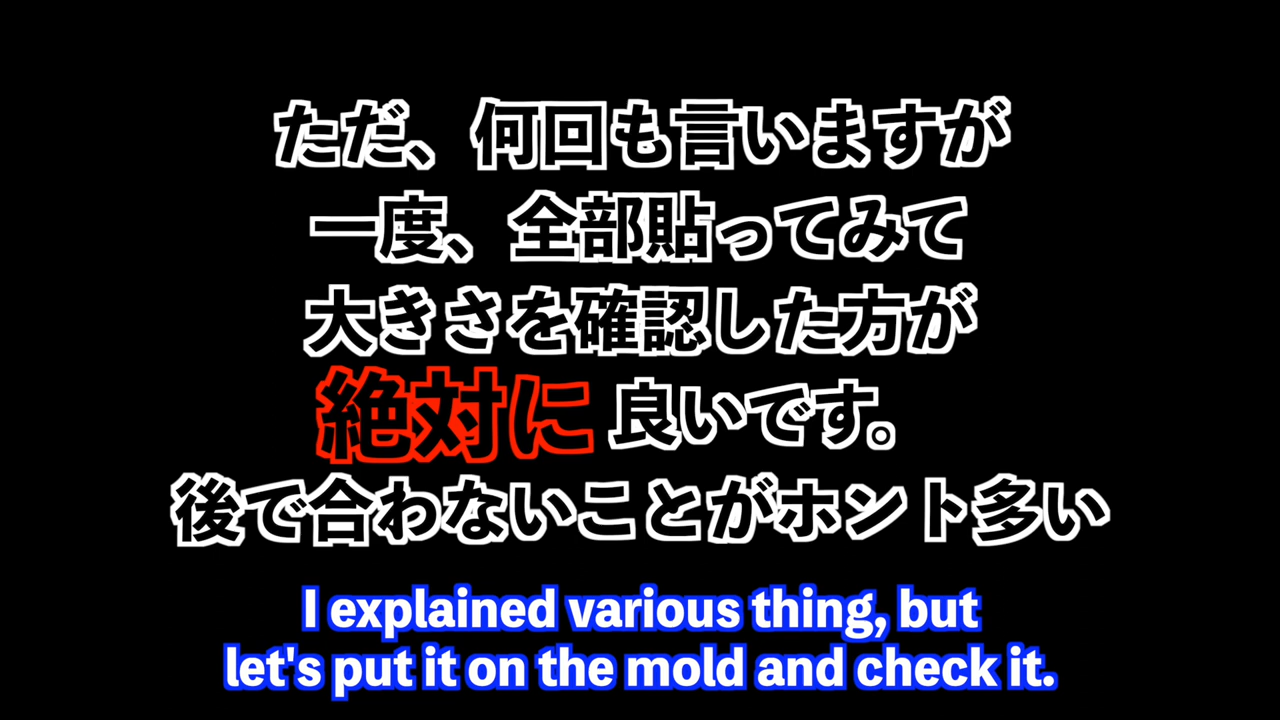 ただ、何回も言いますが
一度、全部貼ってみて
大きさを確認した方が
絶対に 良いです。
後で合わないことがホント多い
I explained various thing, but
let's put it on the mold and check it.